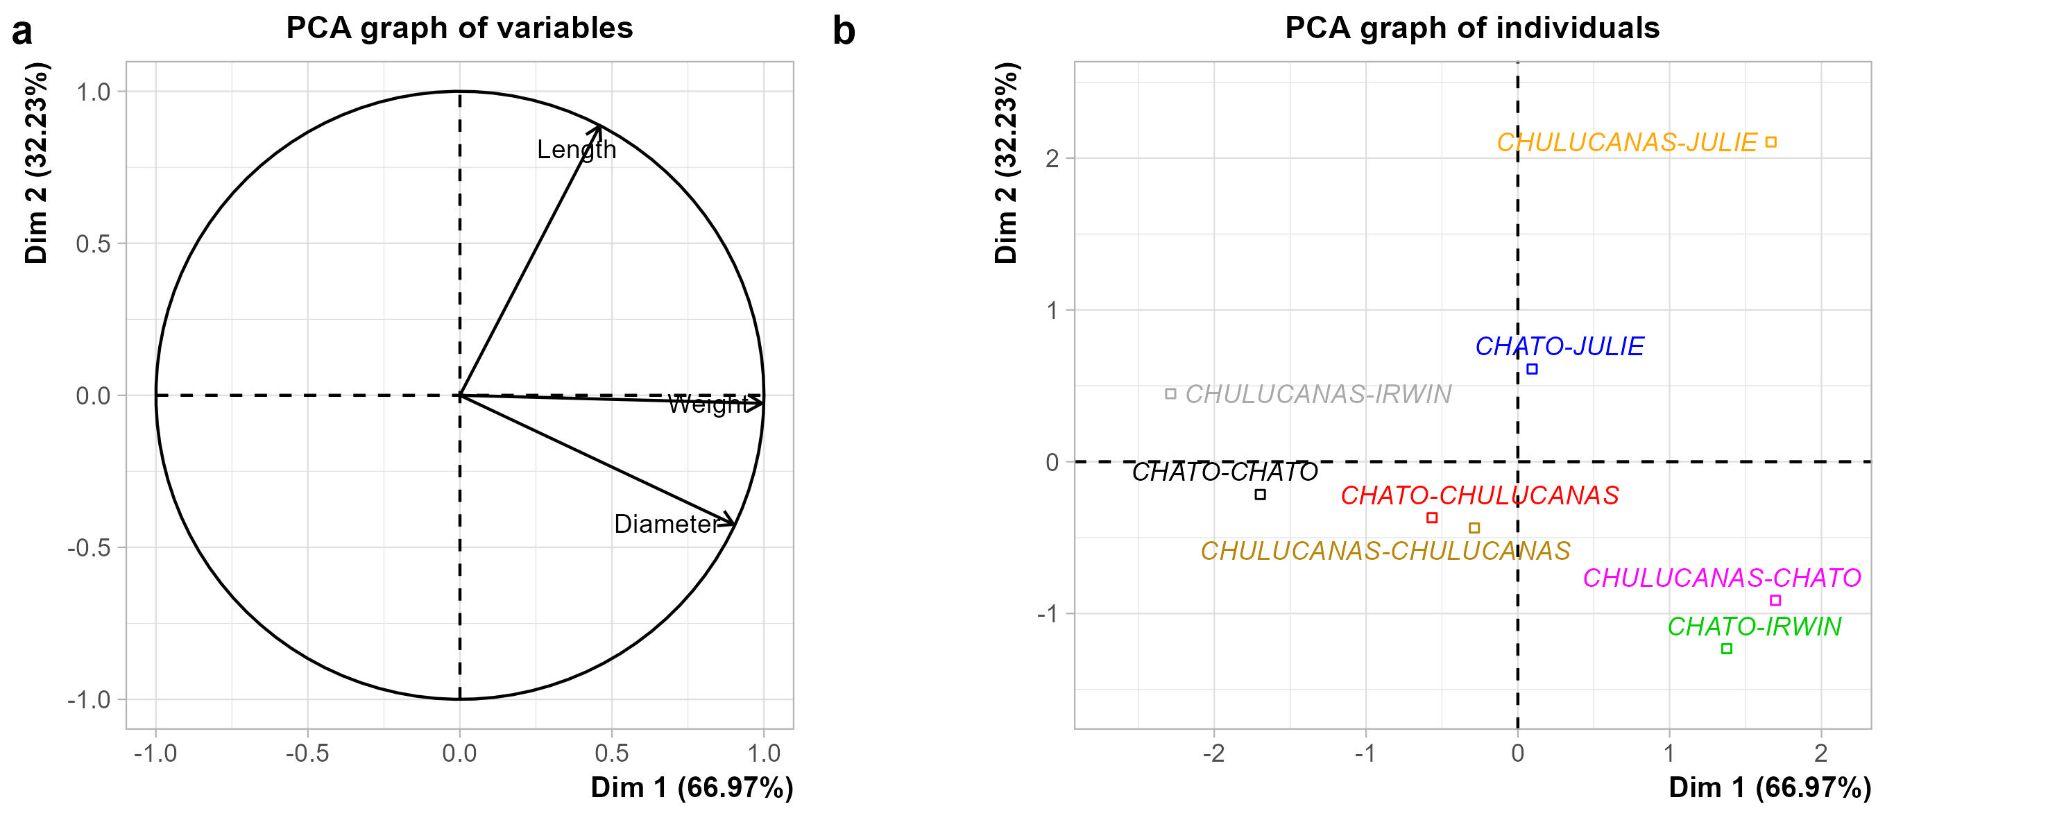 a
PCA graph of variables
Dim 2 (32.23%)
1.0
0.5
0.0
-0.5
-1.0
Length
Weight
Diameter
-1.0 -0.5 0.0 0.5 1.0
Dim 1 (66.97%)
b
PCA graph of individuals
Dim 2 (32.23%)
2
1
0
-1
CHULUCANAS-JULIE
CHATO-JULIE
CHULUCANAS-IRWIN
CHATO-CHATO
CHATO-CHULUCANAS
CHULUCANAS-CHULUCANAS
CHULUCANAS-CHATO
CHATO-IRWIN
-2 -1 0 1 2
Dim 1 (66.97%)